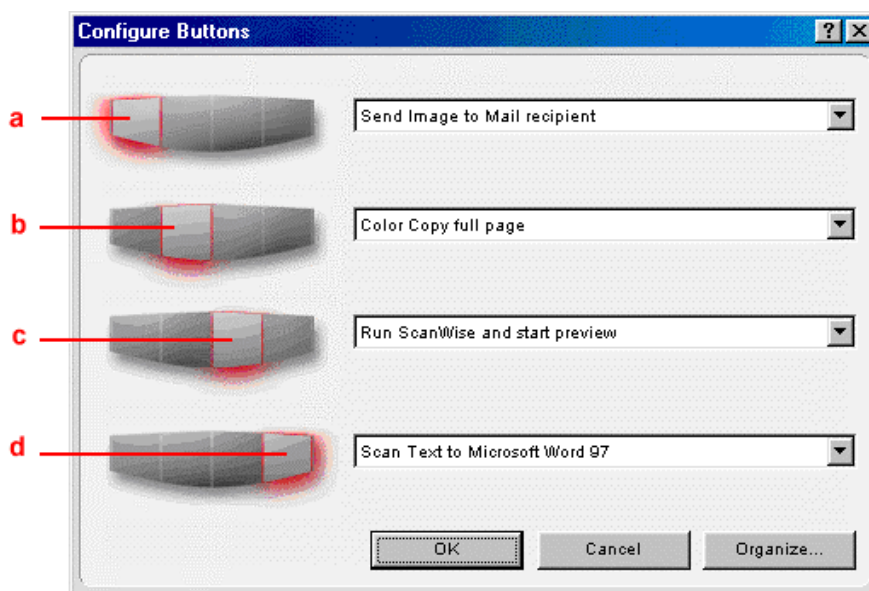 Configure Buttons
a
Send Image to Mail recipient
b
Color Copy full page
c
Run ScanWise and start preview
d
Scan Text to Microsoft Word 97
OK Cancel Organize...